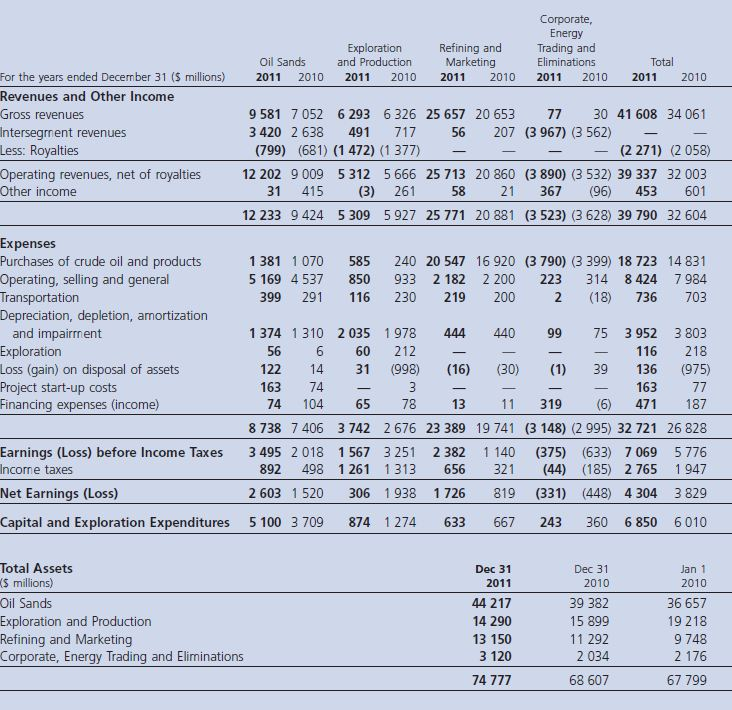 Corporate,
Energy
Exploration Refining and Trading and
Oil Sands and Production Marketing Eliminations Total
For the years ended December 31 ($ millions) 2011 2010 2011 2010 2011 2010 2011 2010 2011 2010
Revenues and Other Income
Gross revenues 9 581 7 052 6 293 6 326 25 657 20 653 77 30 41 608 34 061
Intersegment revenues 3 420 2 638 491 717 56 207 (3 967) (3 562) — —
Less: Royalties (799) (681) (1 472) (1 377) — — — — (2 271) (2 058)
Operating revenues, net of royalties 12 202 9 009 5 312 5 666 25 713 20 860 (3 890) (3 532) 39 337 32 003
Other income 31 415 (3) 261 58 21 367 (96) 453 601
12 233 9 424 5 309 5 927 25 771 20 881 (3 523) (3 628) 39 790 32 604
Expenses
Purchases of crude oil and products 1 381 1 070 585 240 20 547 16 920 (3 790) (3 399) 18 723 14 831
Operating, selling and general 5 169 4 537 850 933 2 182 2 200 223 314 8 424 7 984
Transportation 399 291 116 230 219 200 2 (18) 736 703
Depreciation, depletion, amortization
and impairment 1 374 1 310 2 035 1 978 444 440 99 75 3 952 3 803
Exploration 56 6 60 212 — — — — 116 218
Loss (gain) on disposal of assets 122 14 31 (998) (16) (30) (1) 39 136 (975)
Project start-up costs 163 74 — 3 — — — — 163 77
Financing expenses (income) 74 104 65 78 13 11 319 (6) 471 187
8 738 7 406 3 742 2 676 23 389 19 741 (3 148) (2 995) 32 721 26 828
Earnings (Loss) before Income Taxes 3 495 2 018 1 567 3 251 2 382 1 140 (375) (633) 7 069 5 776
Income taxes 892 498 1 261 1 313 656 321 (44) (185) 2 765 1 947
Net Earnings (Loss) 2 603 1 520 306 1 938 1 726 819 (331) (448) 4 304 3 829
Capital and Exploration Expenditures 5 100 3 709 874 1 274 633 667 243 360 6 850 6 010
Total Assets Dec 31 Dec 31 Jan 1
($ millions) 2011 2010 2010
Oil Sands 44 217 39 382 36 657
Exploration and Production 14 290 15 899 19 218
Refining and Marketing 13 150 11 292 9 748
Corporate, Energy Trading and Eliminations 3 120 2 034 2 176
74 777 68 607 67 799